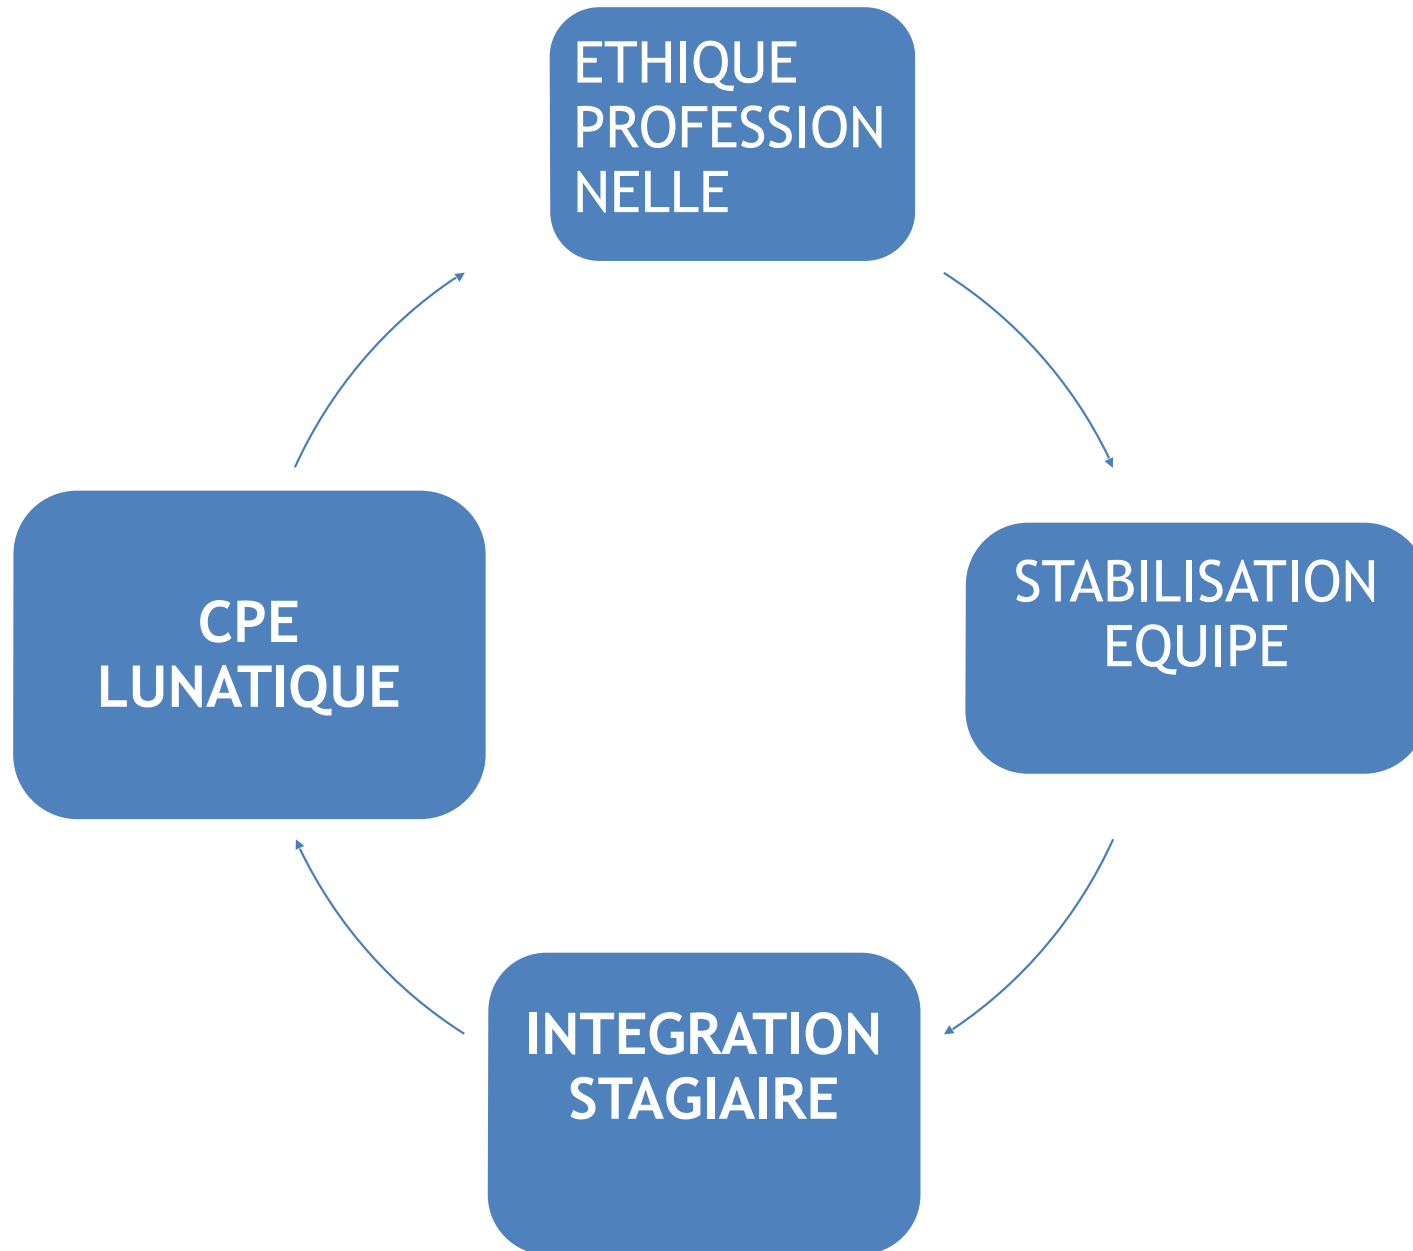 ETHIQUE
PROFESSION
NELLE
STABILISATION
EQUIPE
CPE
LUNATIQUE
INTEGRATION
STAGIAIRE